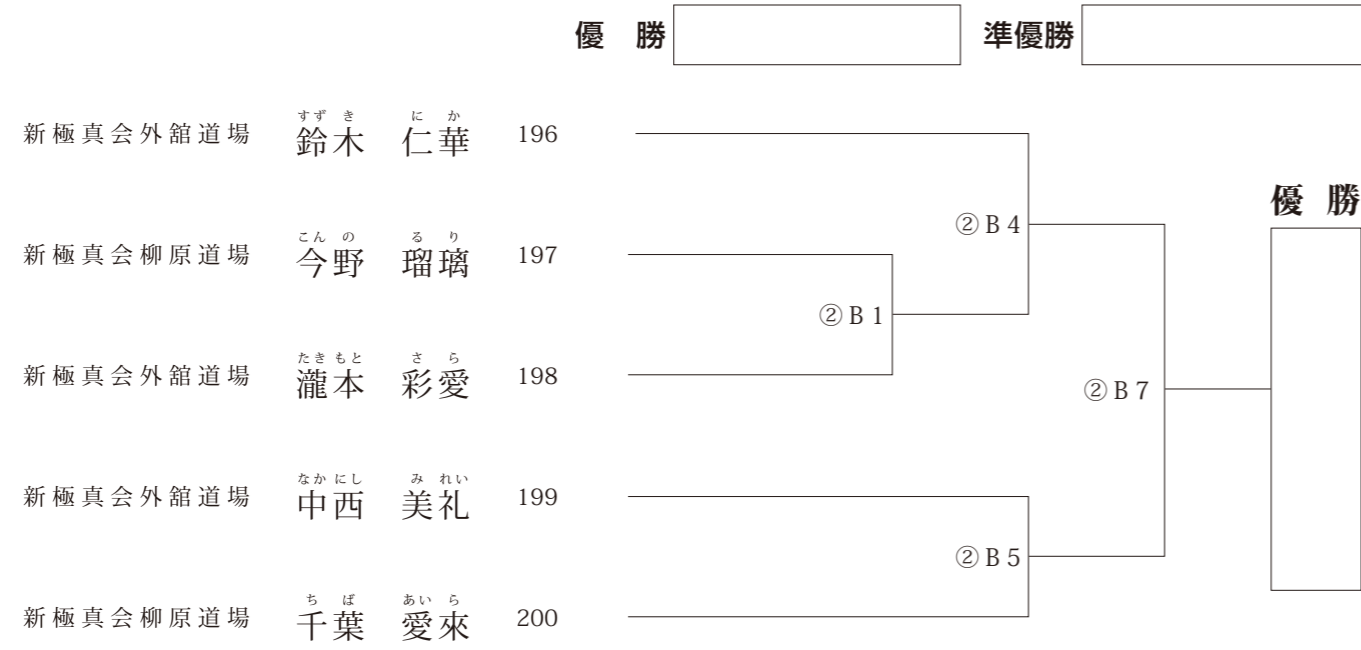 優 勝 準優勝
すず き に か
新極真会外舘道場 鈴木 仁華 196
優 勝
②B4
こん の る り
新極真会柳原道場 今野 瑠璃 197
②B1
たき もと さ ら
新極真会外舘道場 瀧本 彩愛 198
②B7
なか にし み れい
新極真会外舘道場 中西 美礼 199
②B5
ち ば あい ら
新極真会柳原道場 千葉 愛來 200